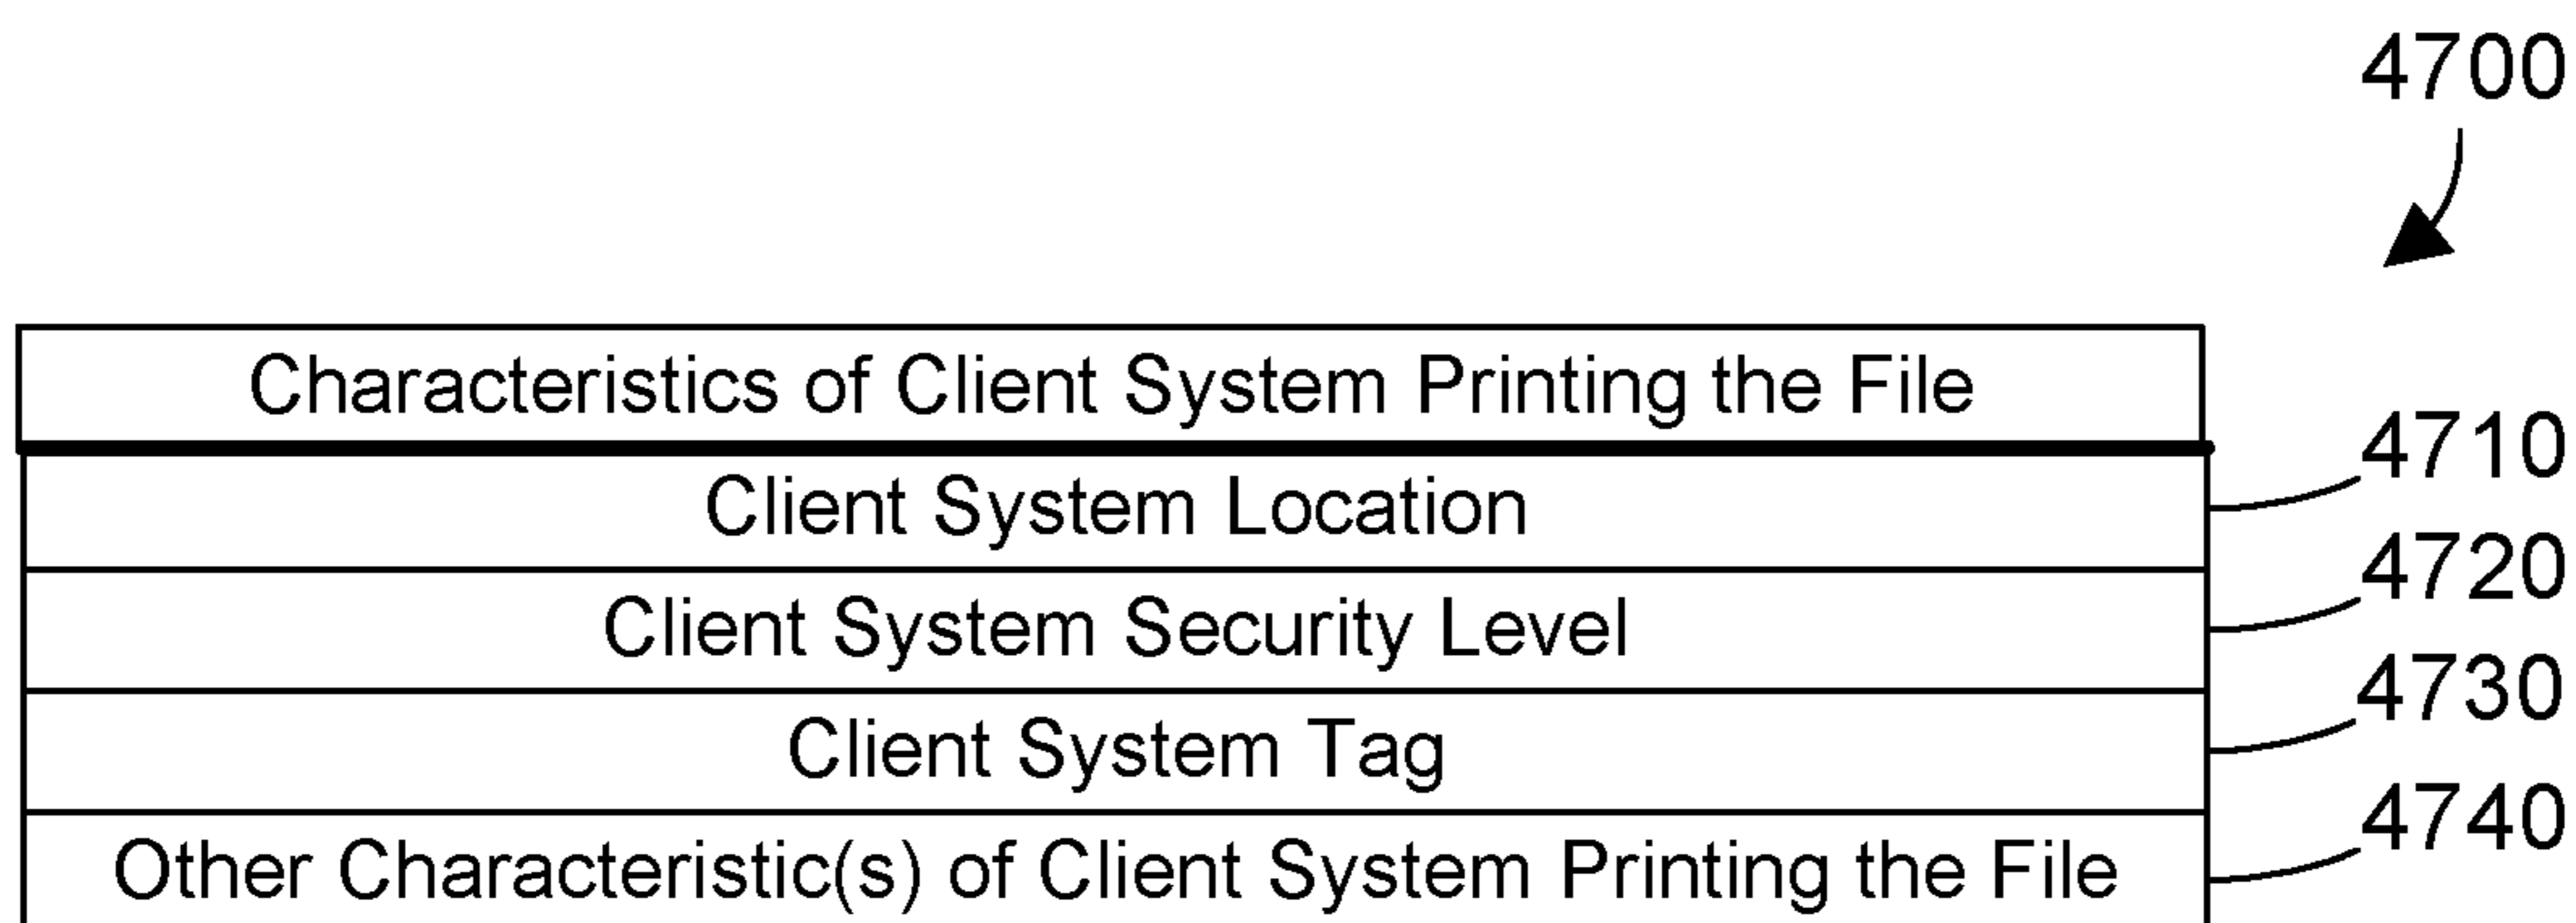 4700
Characteristics of Client System Printing the File
Client System Location
4710
Client System Security Level
4720
Client System Tag
4730
Other Characteristic(s) of Client System Printing the File
4740